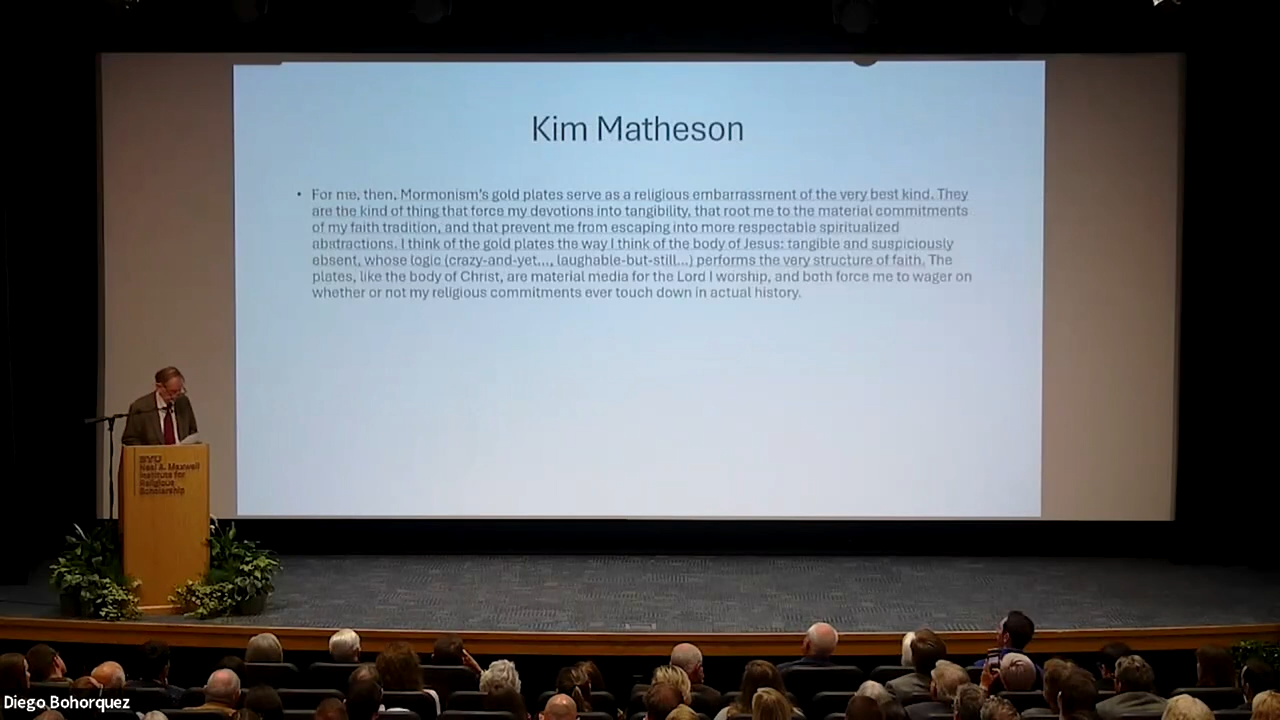 Kim Matheson
• For me, then, Mormonism's gold plates serve as a religious embarrassment of the very best kind. They
are the kind of thing that force my devotions into tangibility, that root me to the material commitments
of my faith tradition, and that prevent me from escaping into more respectable spiritualized
abstractions. I think of the gold plates the way I think of the body of Jesus: tangible and suspiciously
absent, whose logic (crazy-and-yet..., laughable-but-still...) performs the very structure of faith. The
plates, like the body of Christ, are material media for the Lord I worship, and both force me to wager on
whether or not my religious commitments ever touch down in actual history.
BYU
Neal A. Maxwell
Institute for
Religious
Scholarship
Diego Bohorquez